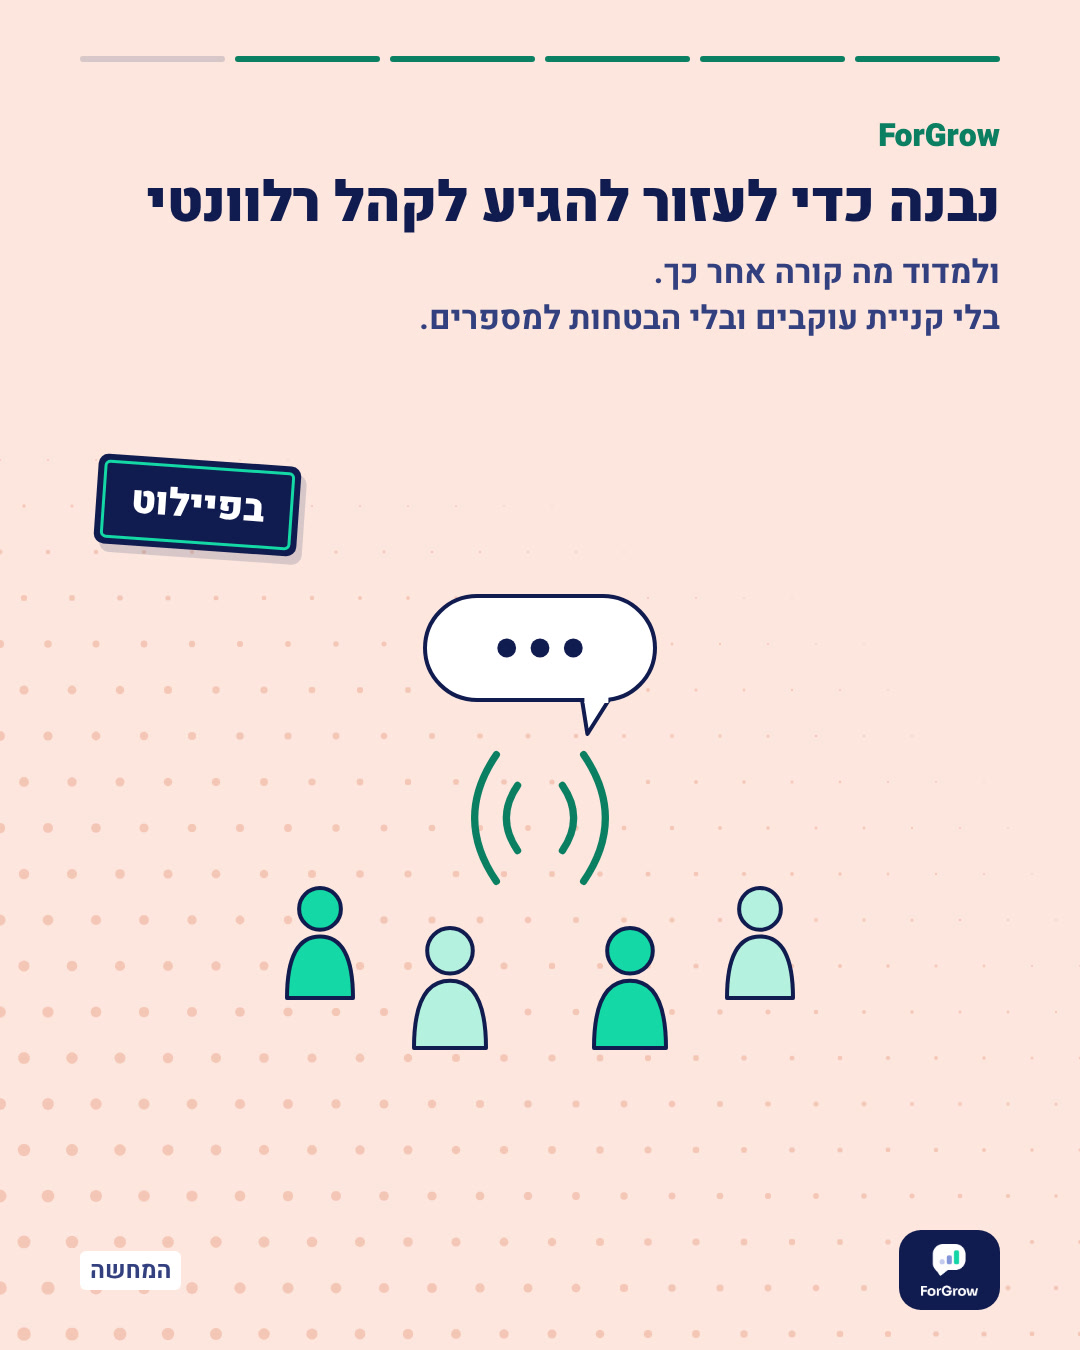 ForGrow
נבנה כדי לעזור להגיע לקהל רלוונטי
ולמדוד מה קורה אחר כך.
בלי קניית עוקבים ובלי הבטחות למספרים.
בפיילוט
המחשה
ForGrow